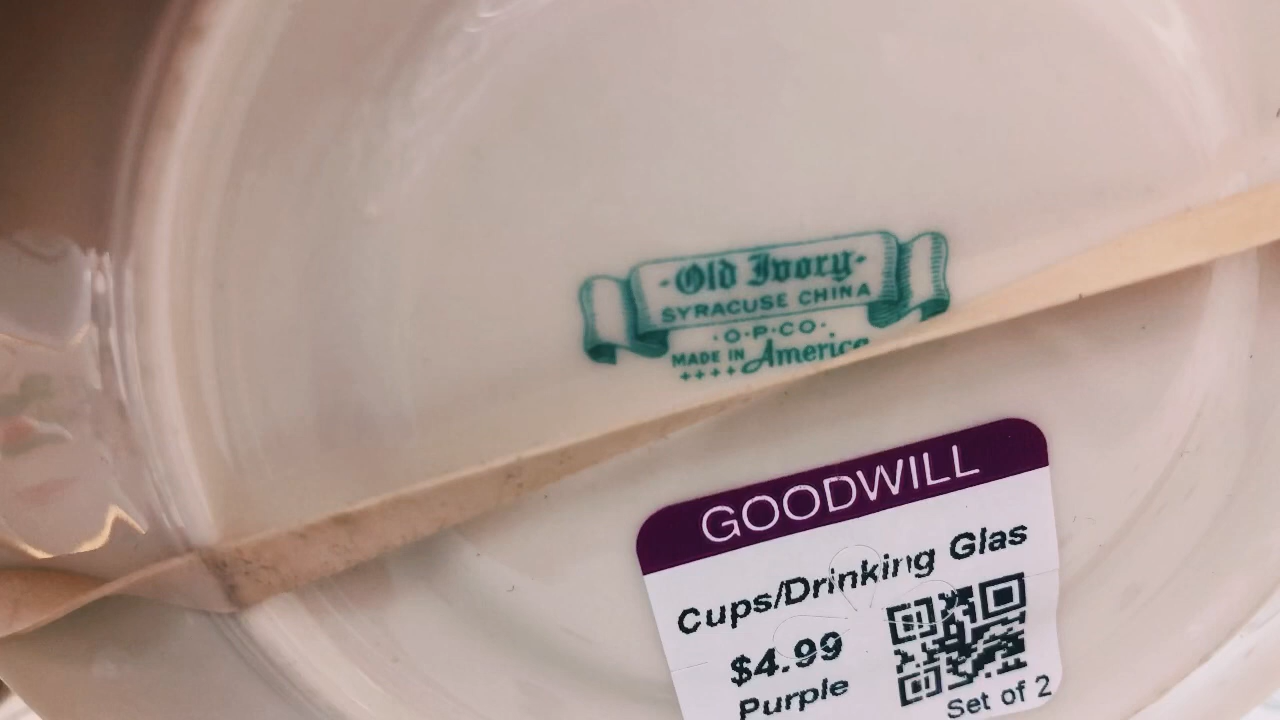 ·Old Ivory·
SYRACUSE CHINA
·O·P·CO·
MADE IN America
++++
GOODWILL
Cups/Drinking Glas
$4.99
Purple
Set of 2